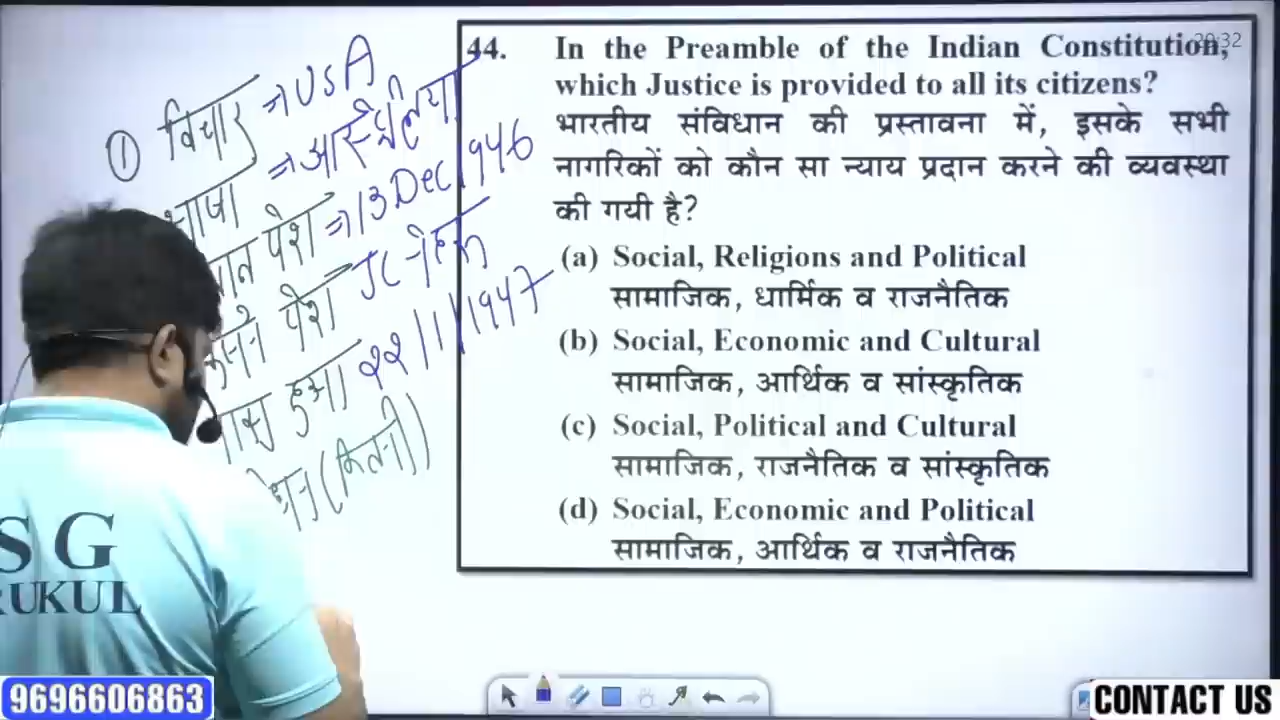 ① विचार ⇒ USA
⇒ आस्ट्रेलिया
पेश ⇒ 13 Dec 1946
पेश JC नेहरू
हुआ 22/1/1947
(कितनी))
44. In the Preamble of the Indian Constitution,
which Justice is provided to all its citizens?
भारतीय संविधान की प्रस्तावना में, इसके सभी
नागरिकों को कौन सा न्याय प्रदान करने की व्यवस्था
की गयी है?
(a) Social, Religions and Political
सामाजिक, धार्मिक व राजनैतिक
(b) Social, Economic and Cultural
सामाजिक, आर्थिक व सांस्कृतिक
(c) Social, Political and Cultural
सामाजिक, राजनैतिक व सांस्कृतिक
(d) Social, Economic and Political
सामाजिक, आर्थिक व राजनैतिक
SG
RUKUL
9696606863
CONTACT US